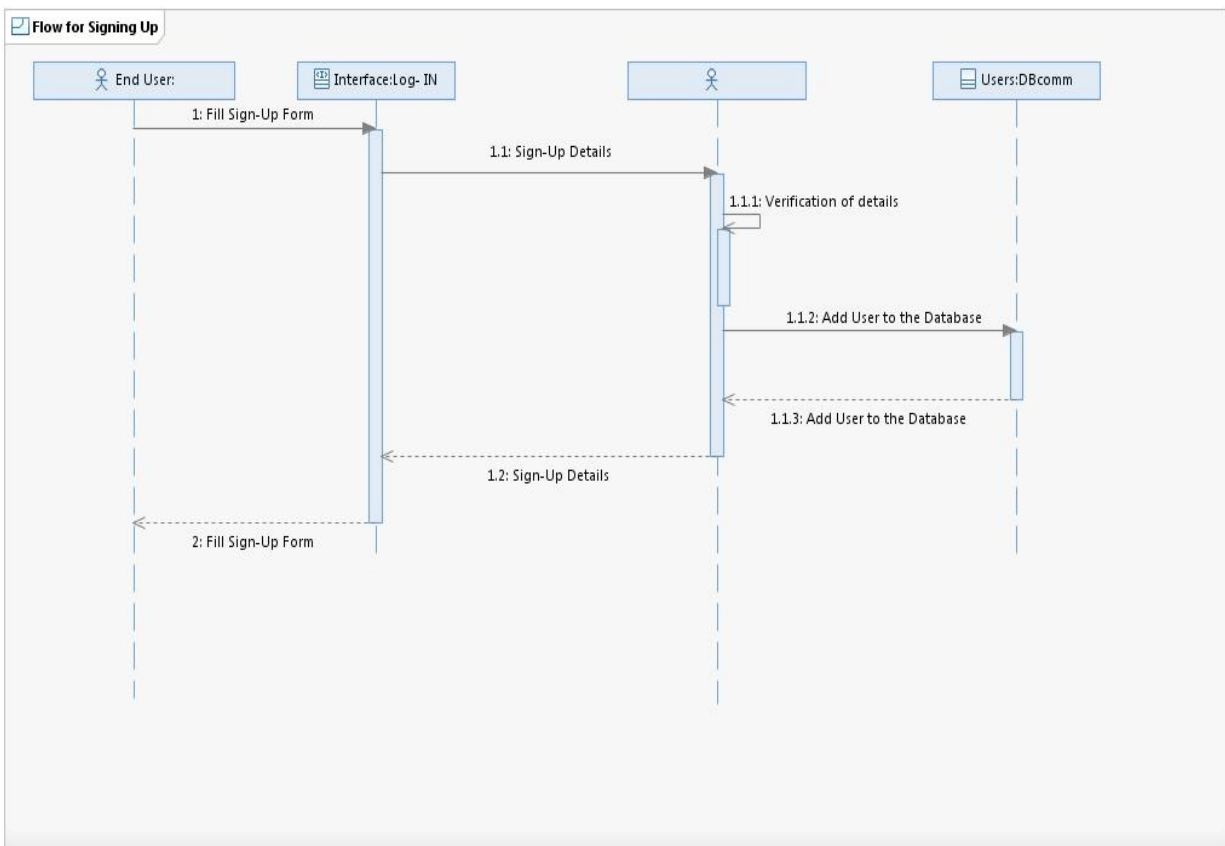 Flow for Signing Up
End User:
Interface:Log- IN
Users:DBcomm
1: Fill Sign-Up Form
1.1: Sign-Up Details
1.1.1: Verification of details
1.1.2: Add User to the Database
1.1.3: Add User to the Database
1.2: Sign-Up Details
2: Fill Sign-Up Form